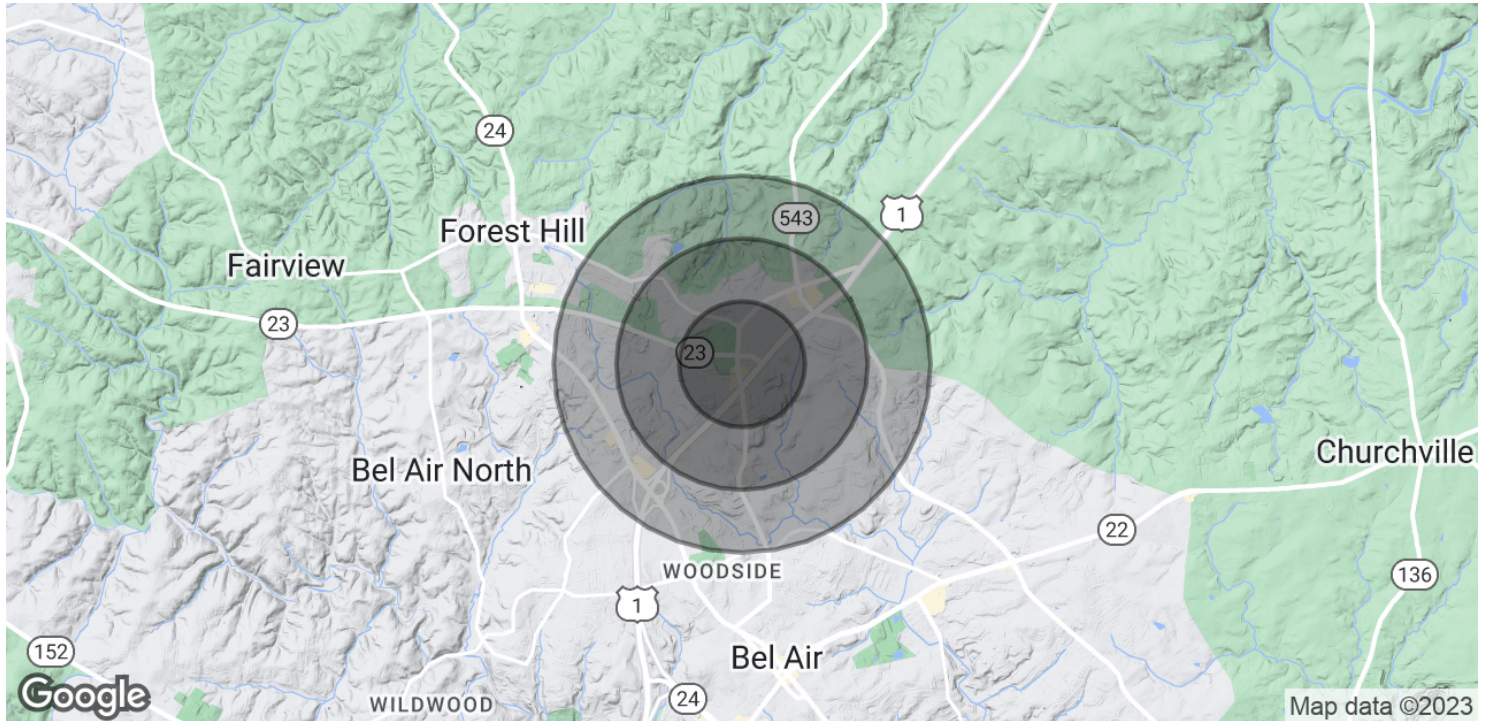 24
543
1
Forest Hill
Fairview
23
23
Churchville
Bel Air North
22
WOODSIDE
136
1
152
Bel Air
24
WILDWOOD
Google
Map data ©2023